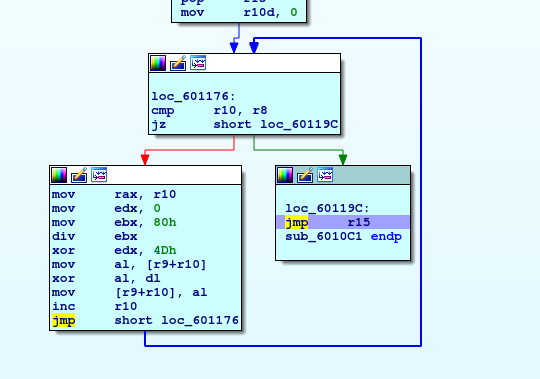 mov r10d, 0
loc_601176:
cmp r10, r8
jz short loc_60119C
mov rax, r10
mov edx, 0
mov ebx, 80h
div ebx
xor edx, 4Dh
mov al, [r9+r10]
xor al, dl
mov [r9+r10], al
inc r10
jmp short loc_601176
loc_60119C:
jmp r15
sub_6010C1 endp